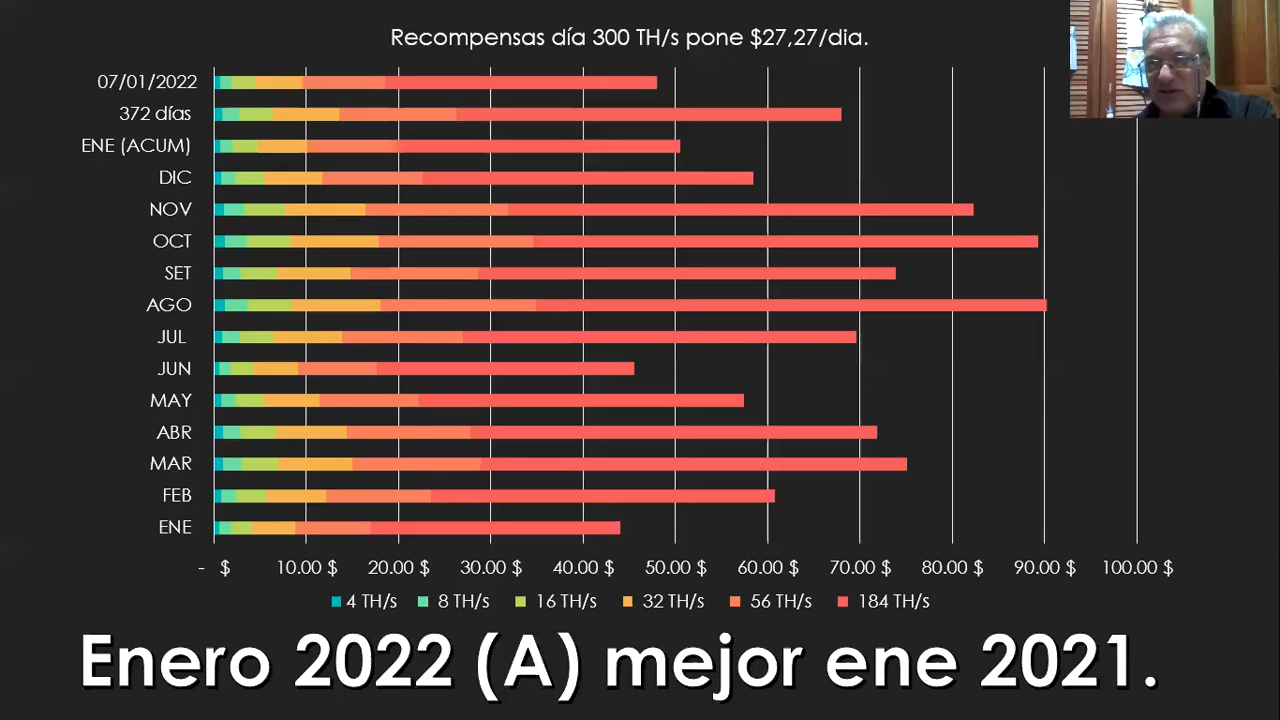 Recompensas día 300 TH/s pone $27,27/dia.
07/01/2022
372 días
ENE (ACUM)
DIC
NOV
OCT
SET
AGO
JUL
JUN
MAY
ABR
MAR
FEB
ENE
- $ 10.00 $ 20.00 $ 30.00 $ 40.00 $ 50.00 $ 60.00 $ 70.00 $ 80.00 $ 90.00 $ 100.00 $
4 TH/s 8 TH/s 16 TH/s 32 TH/s 56 TH/s 184 TH/s
Enero 2022 (A) mejor ene 2021.